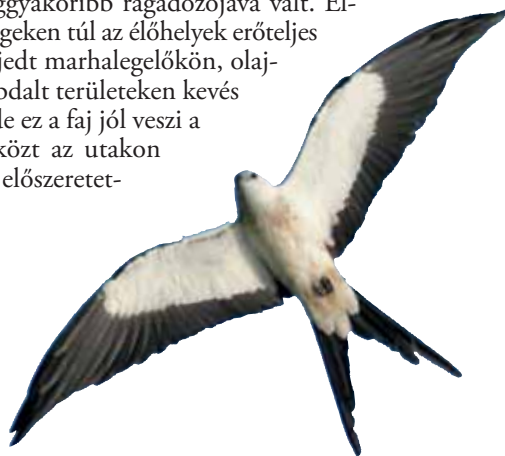 ggyakoribb ragadozójává vált. El-
geken túl az élőhelyek erőteljes
jedt marhalegelőkön, olaj-
odalt területeken kevés
le ez a faj jól veszi a
közt az utakon
előszeretet-